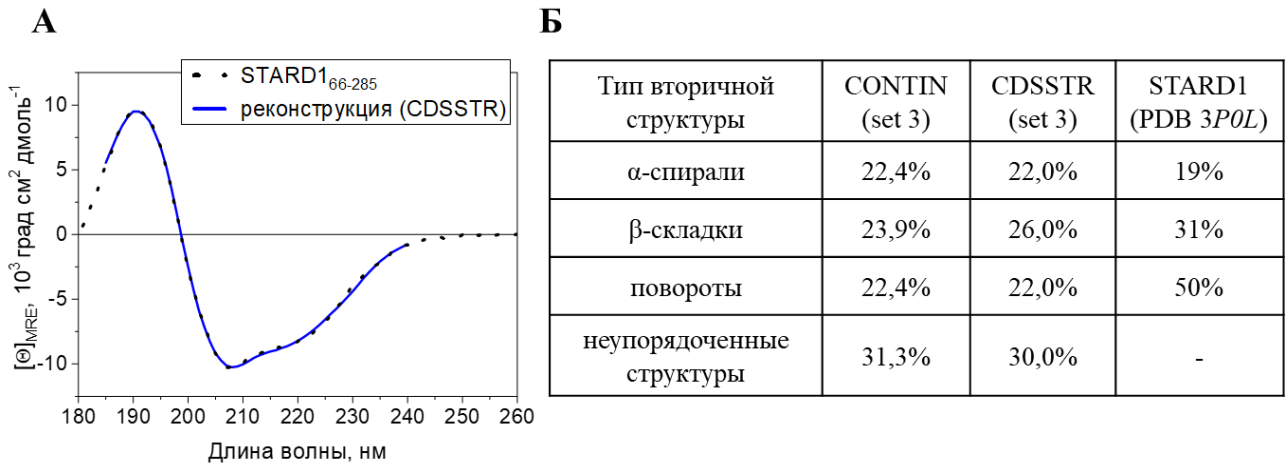 А
STARD1₆₆₋₂₈₅
реконструкция (CDSSTR)
[Θ]MRE, 10³ град см² дмоль⁻¹
10
5
0
-5
-10
180 190 200 210 220 230 240 250 260
Длина волны, нм
Б
Тип вторичной структуры | CONTIN (set 3) | CDSSTR (set 3) | STARD1 (PDB 3P0L)
α-спирали | 22,4% | 22,0% | 19%
β-складки | 23,9% | 26,0% | 31%
повороты | 22,4% | 22,0% | 50%
неупорядоченные структуры | 31,3% | 30,0% | -